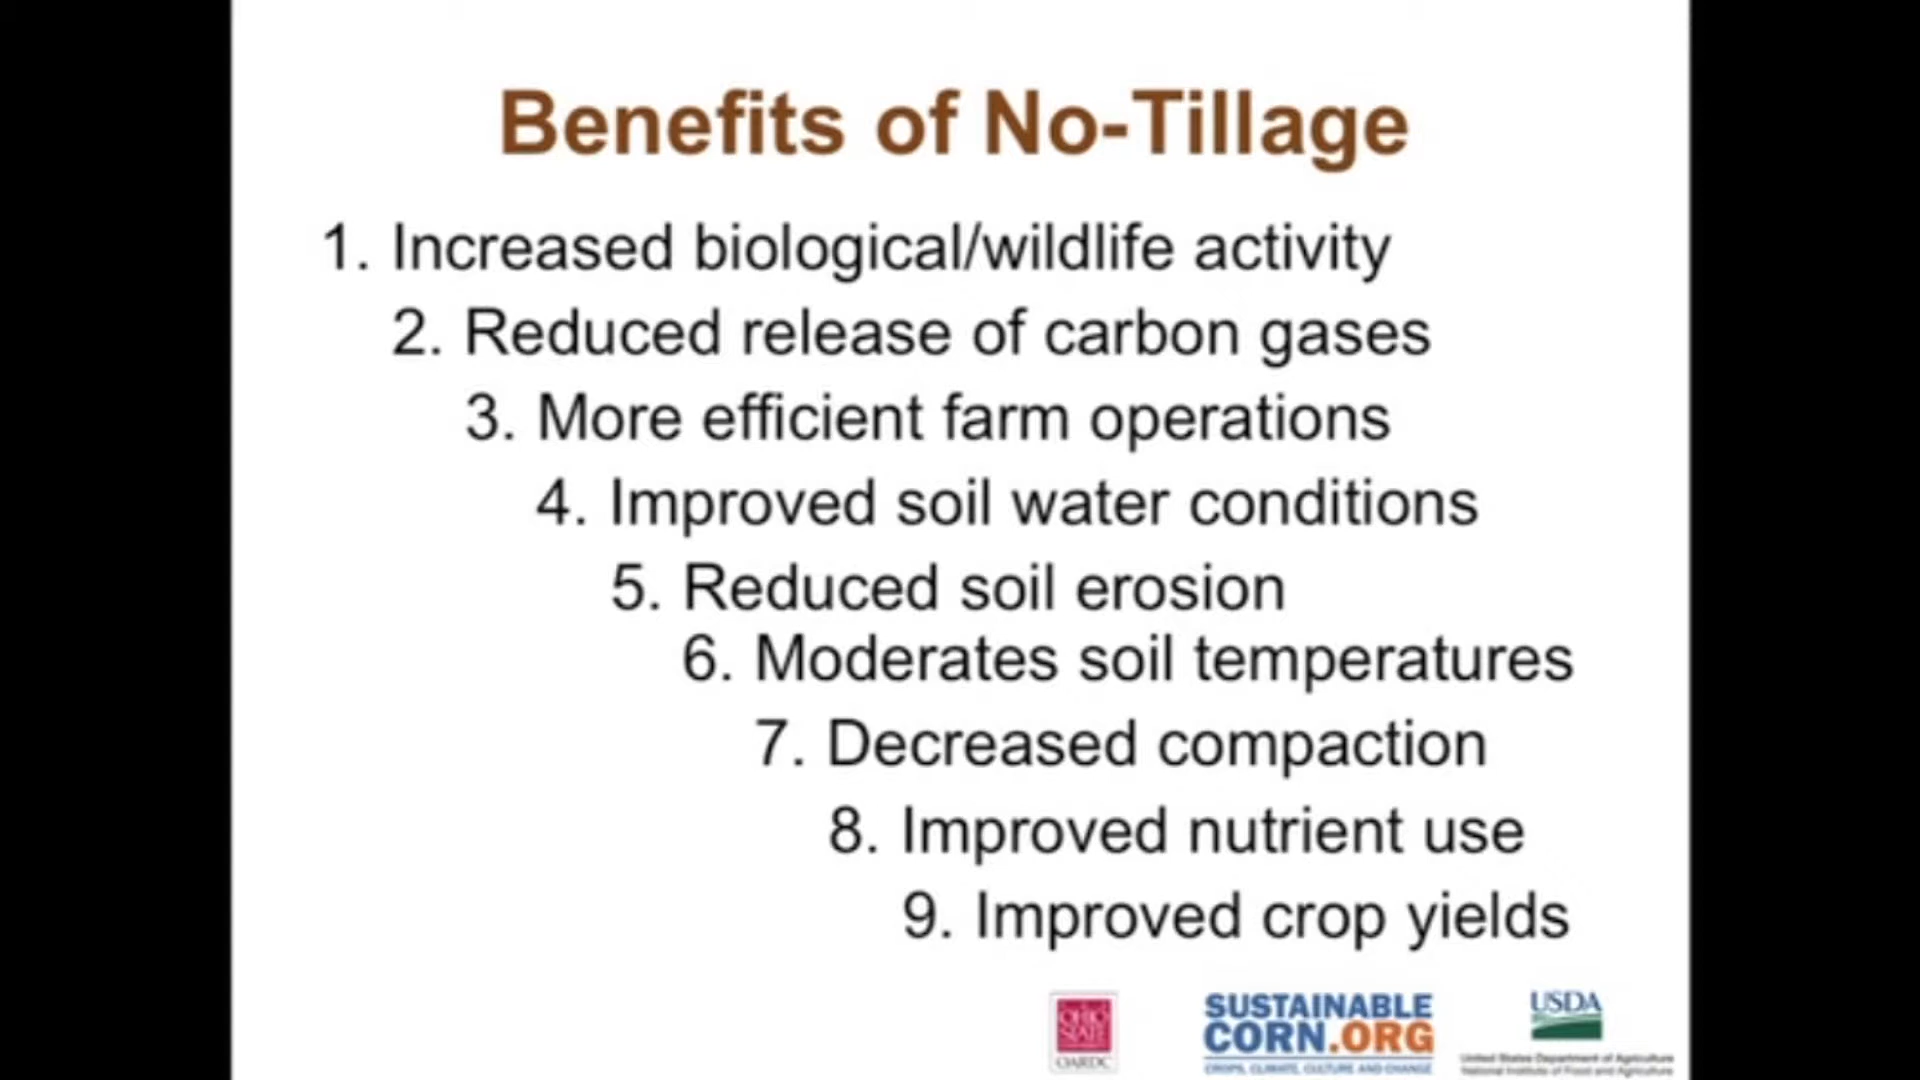 Benefits of No-Tillage
1. Increased biological/wildlife activity
2. Reduced release of carbon gases
3. More efficient farm operations
4. Improved soil water conditions
5. Reduced soil erosion
6. Moderates soil temperatures
7. Decreased compaction
8. Improved nutrient use
9. Improved crop yields
OHIO
STATE
OARDC
SUSTAINABLE
CORN.ORG
CROPS, CLIMATE, CULTURE AND CHANGE
USDA
United States Department of Agriculture
National Institute of Food and Agriculture